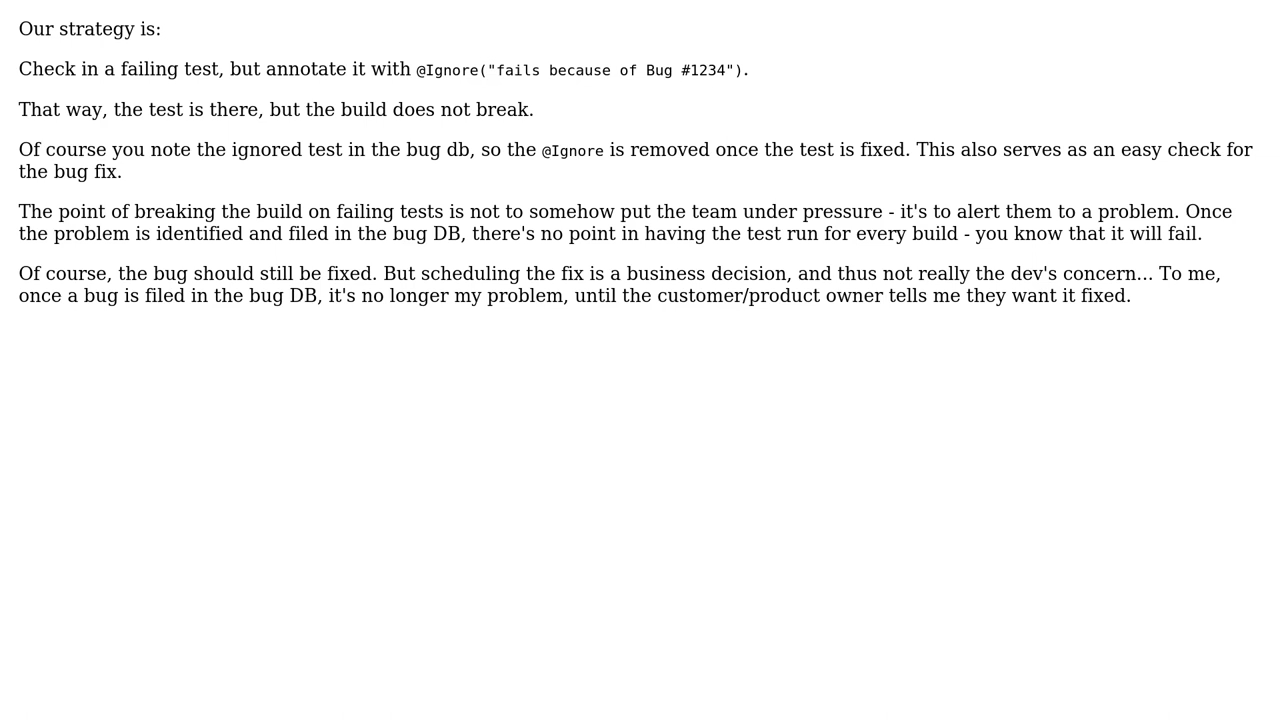 Our strategy is:
Check in a failing test, but annotate it with @Ignore("fails because of Bug #1234").
That way, the test is there, but the build does not break.
Of course you note the ignored test in the bug db, so the @Ignore is removed once the test is fixed. This also serves as an easy check for
the bug fix.
The point of breaking the build on failing tests is not to somehow put the team under pressure - it's to alert them to a problem. Once
the problem is identified and filed in the bug DB, there's no point in having the test run for every build - you know that it will fail.
Of course, the bug should still be fixed. But scheduling the fix is a business decision, and thus not really the dev's concern... To me,
once a bug is filed in the bug DB, it's no longer my problem, until the customer/product owner tells me they want it fixed.